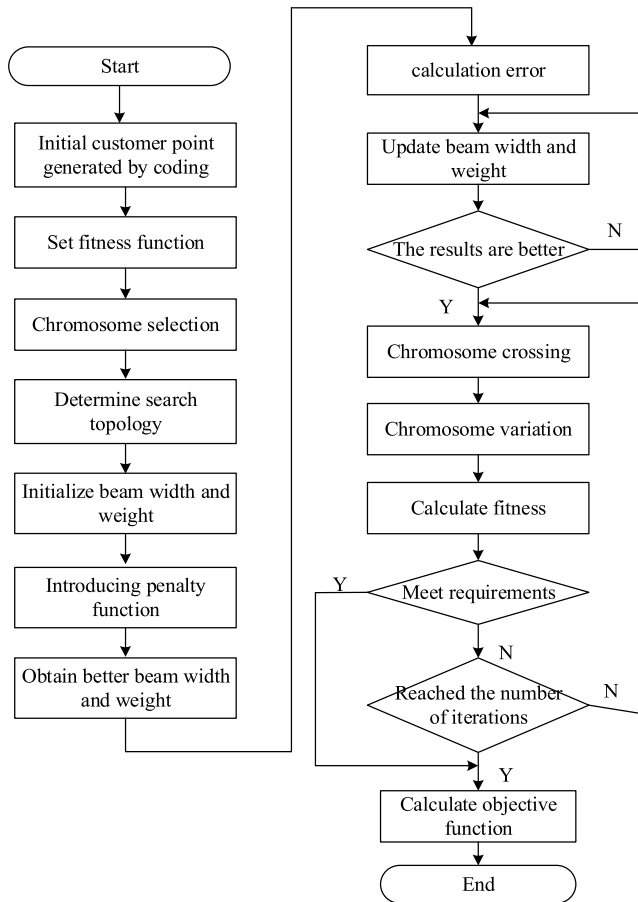 Start
Initial customer point
generated by coding
Set fitness function
Chromosome selection
Determine search
topology
Initialize beam width and
weight
Introducing penalty
function
Obtain better beam width
and weight
calculation error
Update beam width and
weight
The results are better
N
Y
Chromosome crossing
Chromosome variation
Calculate fitness
Meet requirements
Y
N
Reached the number
of iterations
N
Y
Calculate objective
function
End